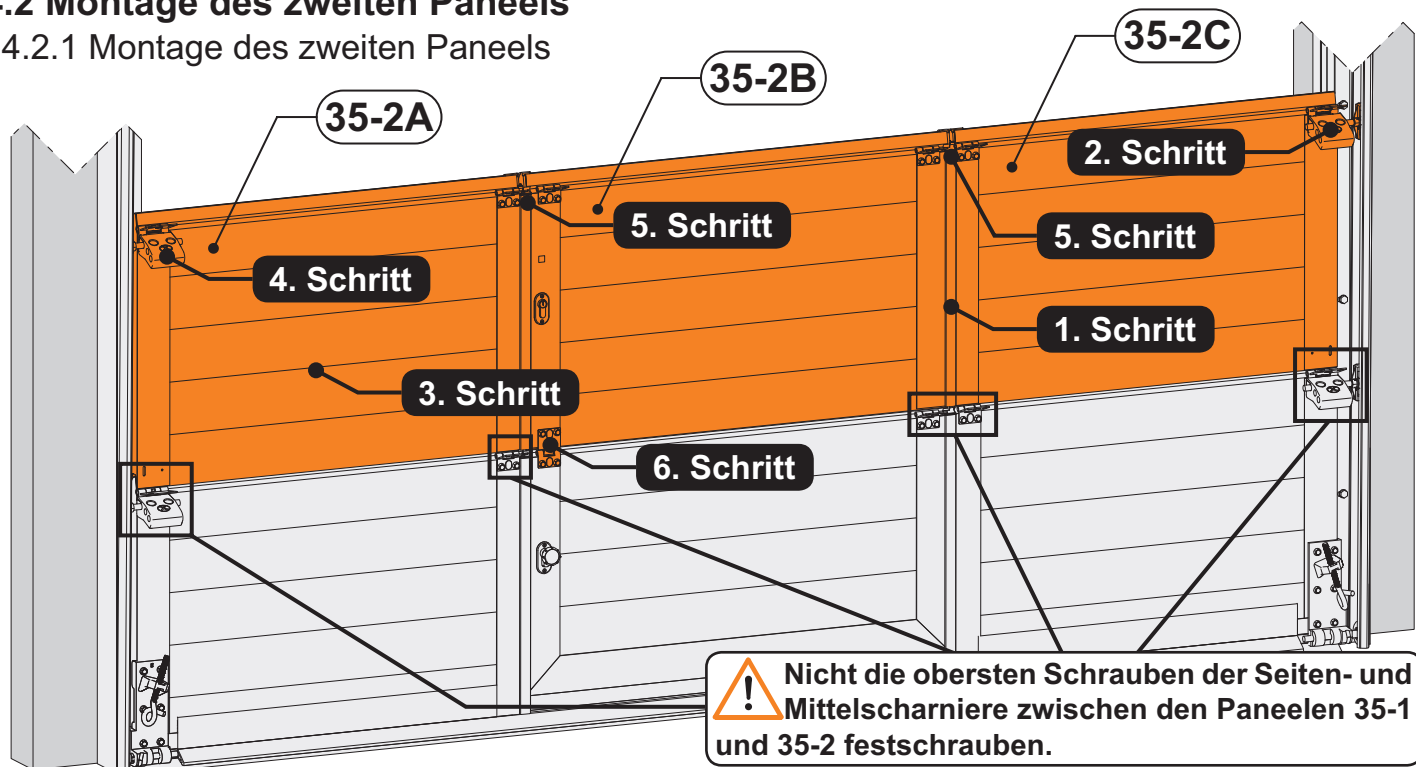 4.2 Montage des zweiten Paneels
4.2.1 Montage des zweiten Paneels
35-2A
35-2B
35-2C
2. Schritt
5. Schritt
5. Schritt
4. Schritt
1. Schritt
3. Schritt
6. Schritt
Nicht die obersten Schrauben der Seiten- und
Mittelscharniere zwischen den Paneelen 35-1
und 35-2 festschrauben.